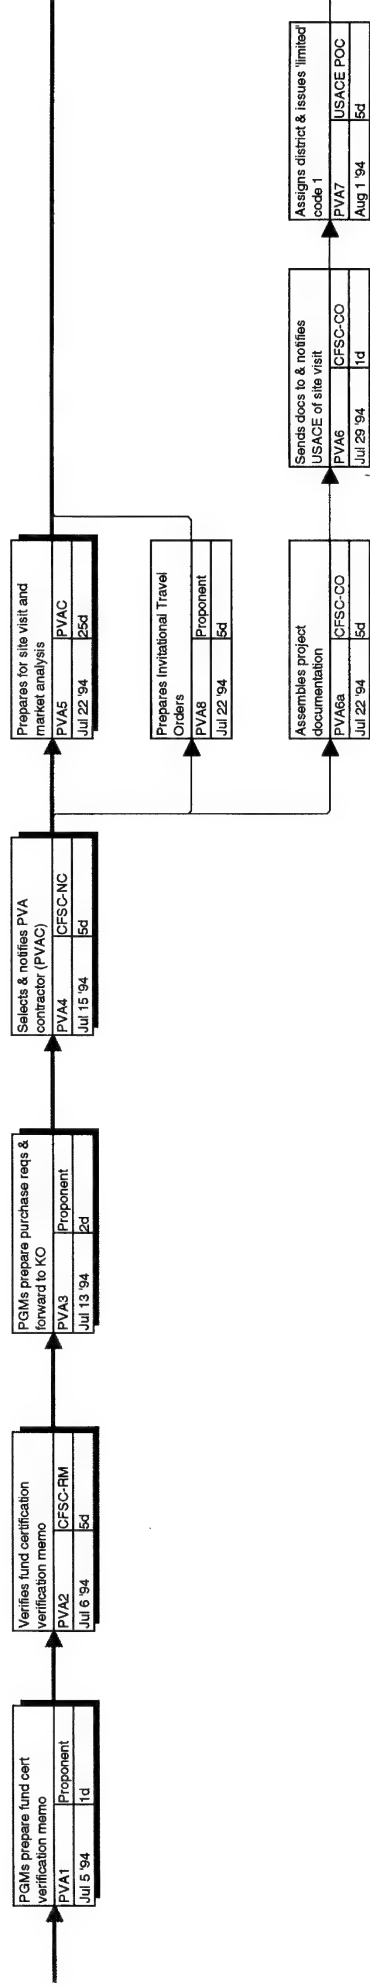 PGMs prepare fund cert
verification memo
PVA1 Proponent
Jul 5 '94 1d
Verifies fund certification
verification memo
PVA2 CFSC-RM
Jul 6 '94 5d
PGMs prepare purchase reqs &
forward to KO
PVA3 Proponent
Jul 13 '94 2d
Selects & notifies PVA
contractor (PVAC)
PVA4 CFSC-NC
Jul 15 '94 5d
Prepares for site visit and
market analysis
PVA5 PVAC
Jul 22 '94 25d
Prepares Invitational Travel
Orders
PVA8 Proponent
Jul 22 '94 5d
Assembles project
documentation
PVA6a CFSC-CO
Jul 22 '94 5d
Sends docs to & notifies
USACE of site visit
PVA6 CFSC-CO
Jul 29 '94 1d
Assigns district & issues 'limited'
code 1
PVA7 USACE POC
Aug 1 '94 5d